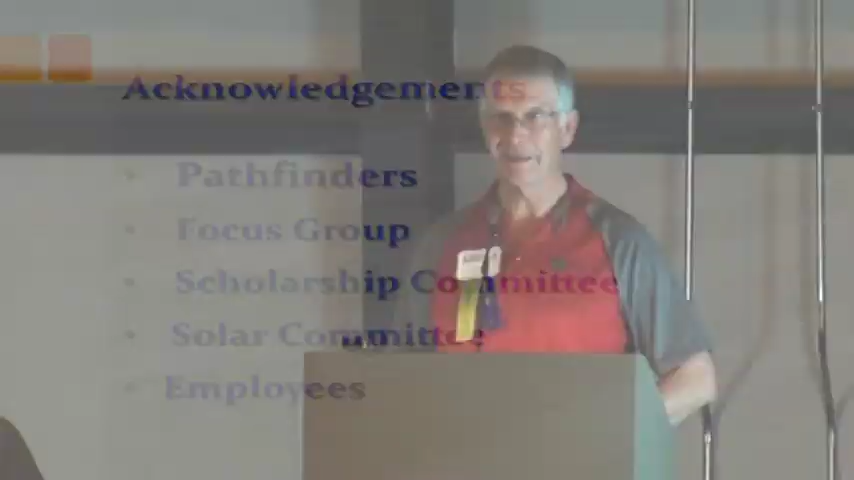 Acknowledgements
• Pathfinders
• Focus Group
• Scholarship Committee
• Solar Committee
• Employees